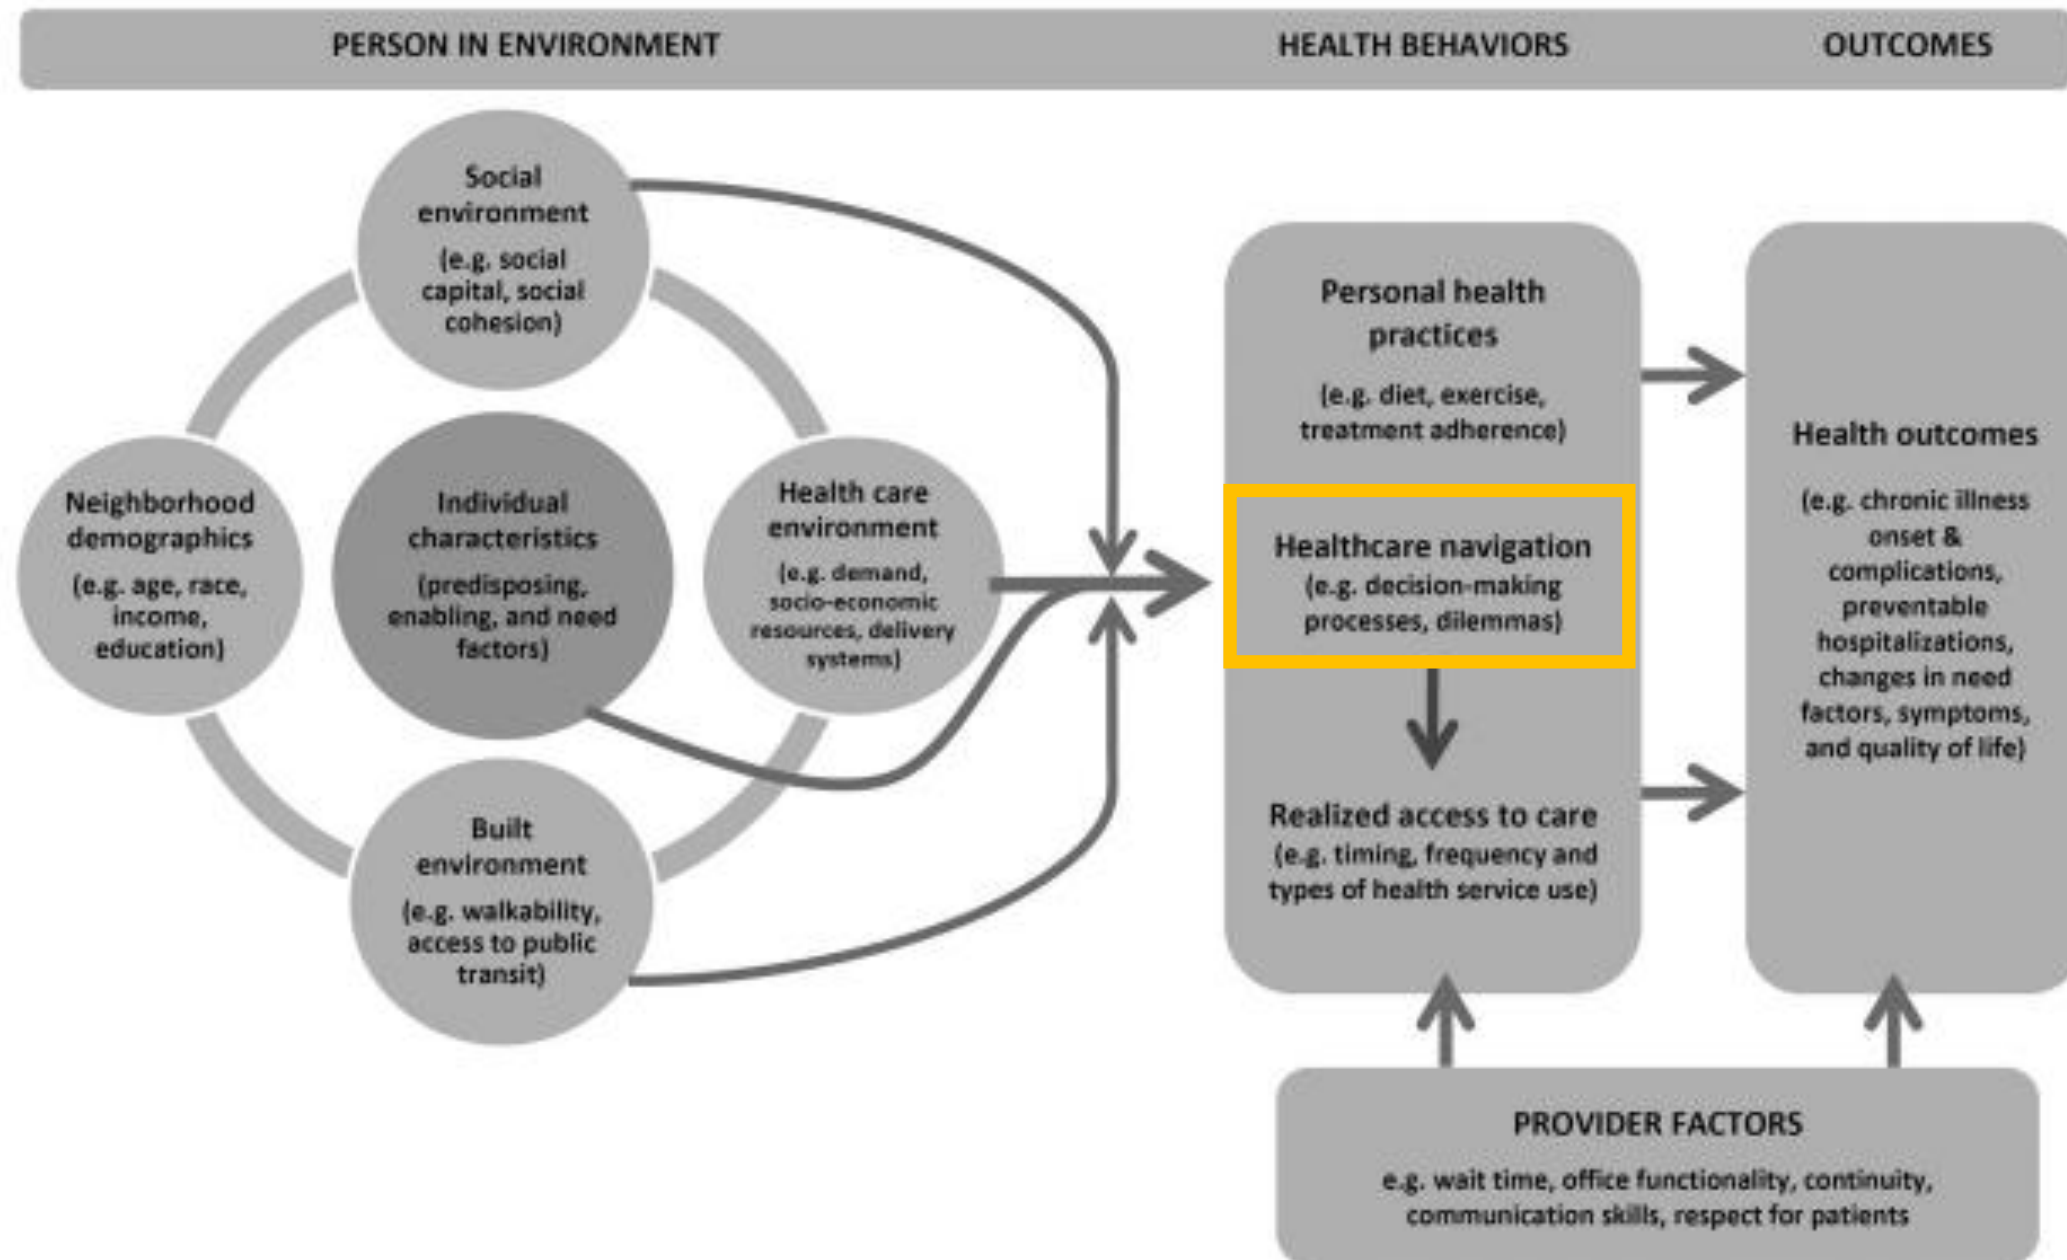 PERSON IN ENVIRONMENT
HEALTH BEHAVIORS
OUTCOMES
Social
environment
(e.g. social
capital, social
cohesion)
Neighborhood
demographics
(e.g. age, race,
income,
education)
Individual
characteristics
(predisposing,
enabling, and need
factors)
Health care
environment
(e.g. demand,
socio-economic
resources, delivery
systems)
Built
environment
(e.g. walkability,
access to public
transit)
Personal health
practices
(e.g. diet, exercise,
treatment adherence)
Healthcare navigation
(e.g. decision-making
processes, dilemmas)
Realized access to care
(e.g. timing, frequency and
types of health service use)
Health outcomes
(e.g. chronic illness
onset &
complications,
preventable
hospitalizations,
changes in need
factors, symptoms,
and quality of life)
PROVIDER FACTORS
e.g. wait time, office functionality, continuity,
communication skills, respect for patients